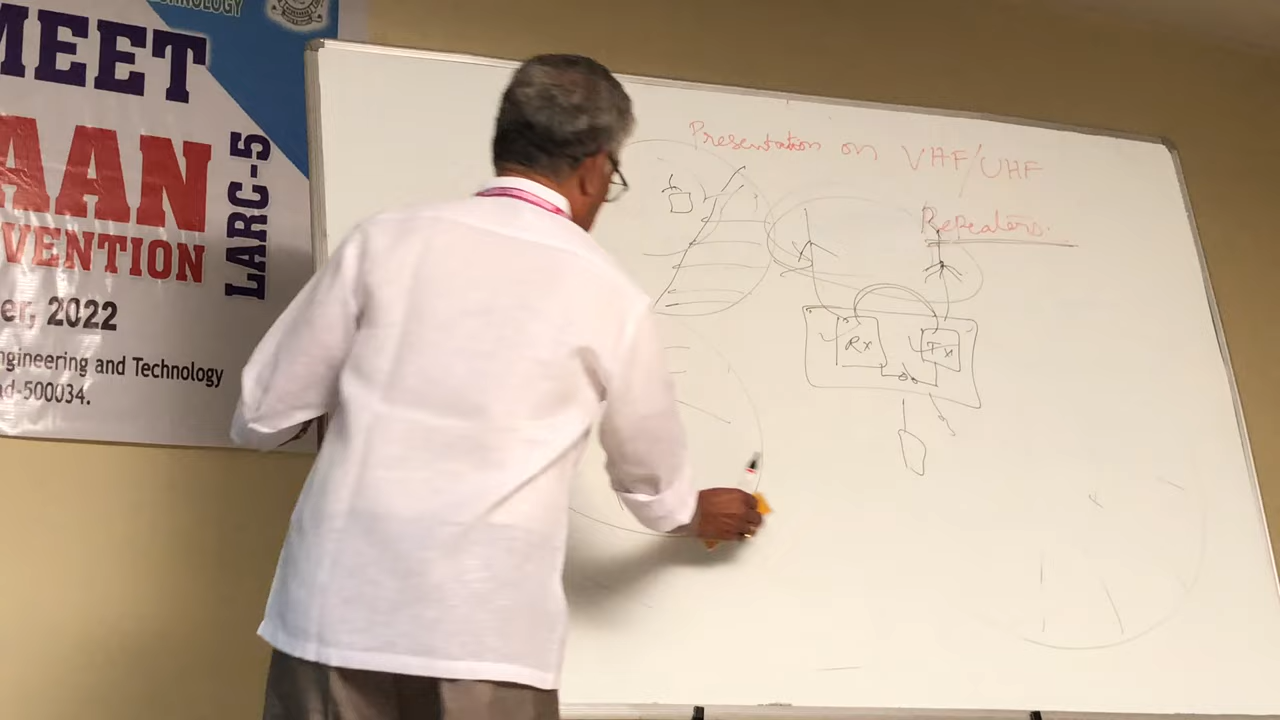 CHNOLOGY
MEET
AAN
VENTION
LARC-5
er, 2022
ngineering and Technology
ad-500034.
Presentation on VHF/UHF
Repeaters.
Rx
Tx